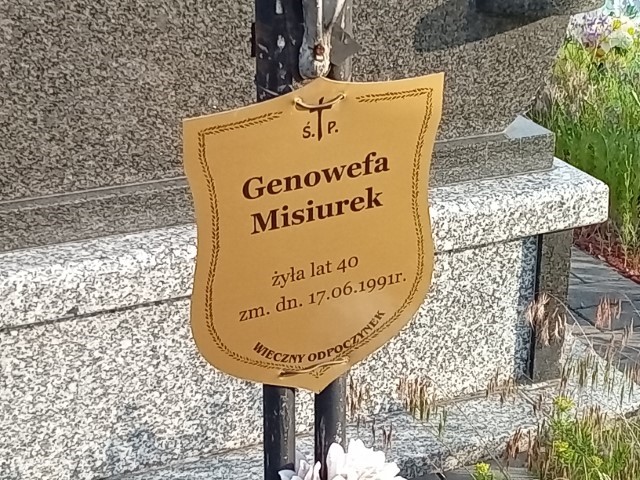 Ś. P.
Genowefa
Misiurek
żyła lat 40
zm. dn. 17.06.1991r.
WIECZNY ODPOCZYNEK